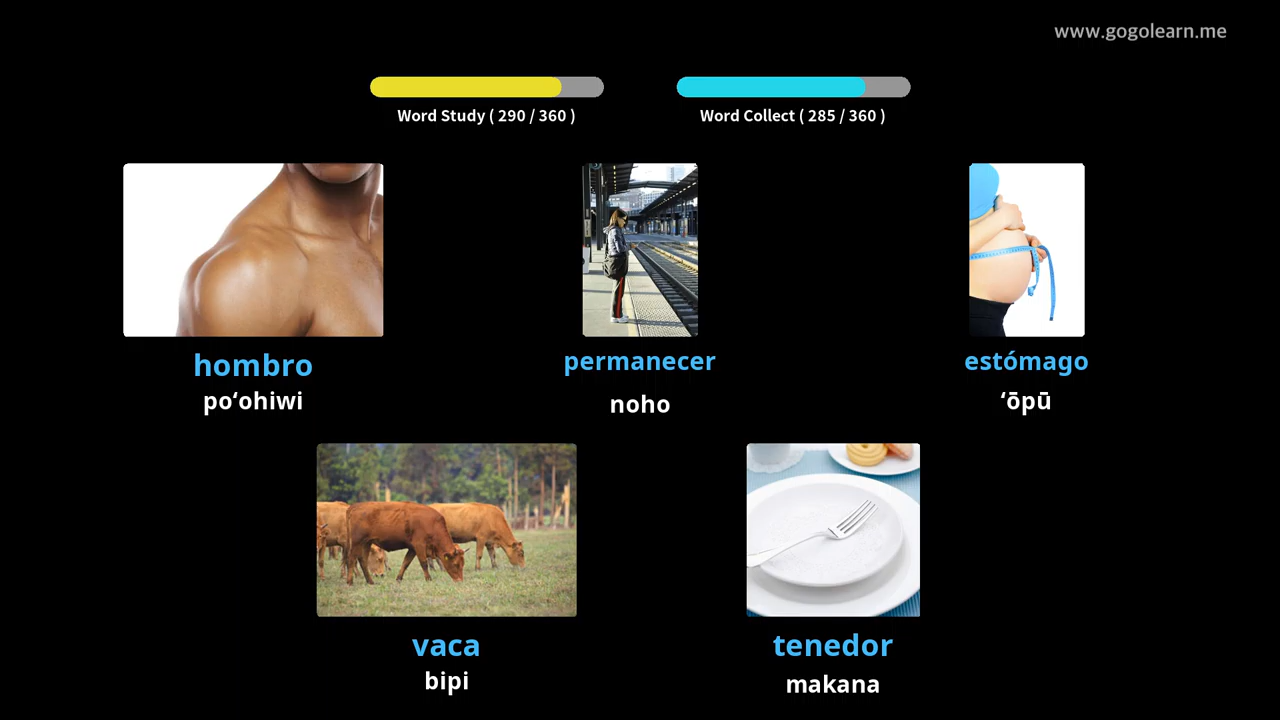 www.gogolearn.me
Word Study ( 290 / 360 )
Word Collect ( 285 / 360 )
hombro
poʻohiwi
permanecer
noho
estómago
ʻōpū
vaca
bipi
tenedor
makana